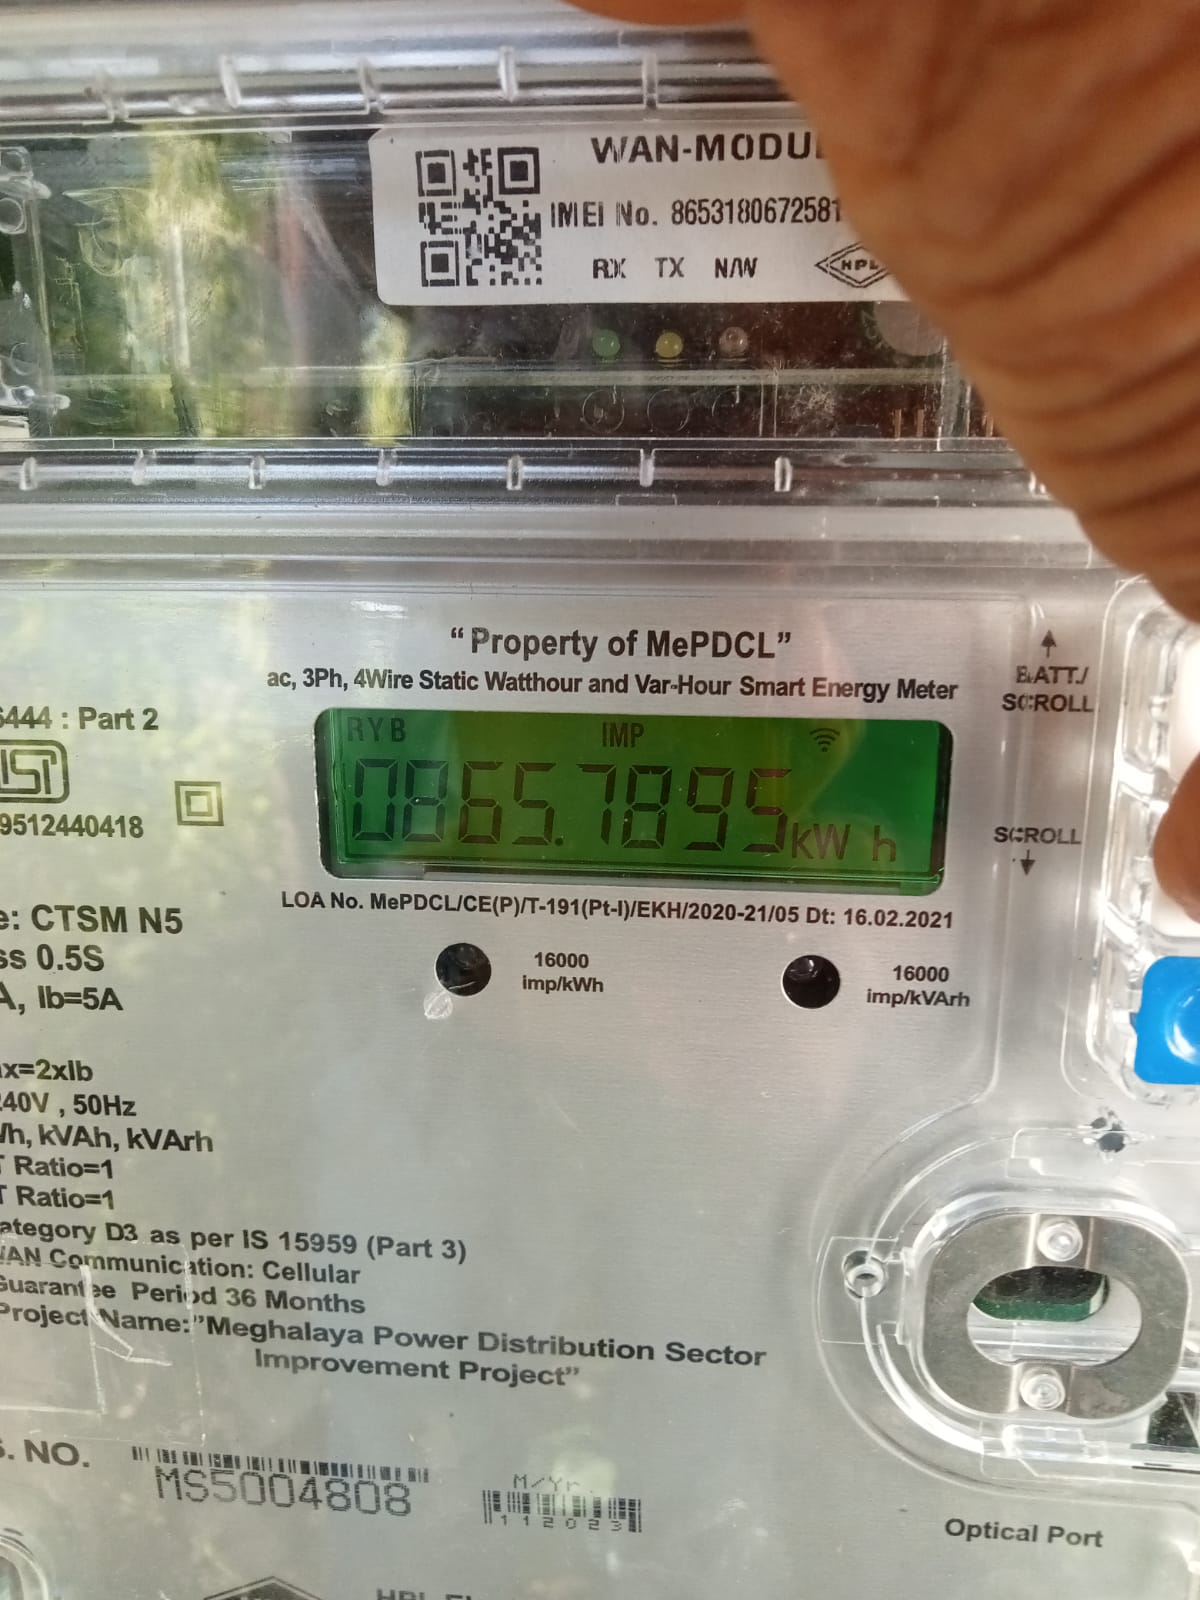 WAN-MODU
IMEI No. 8653180672581
RX TX N/W
HPL
“Property of MePDCL”
ac, 3Ph, 4Wire Static Watthour and Var-Hour Smart Energy Meter
BATT./
SCROLL
6444 : Part 2
RYB IMP
0865.7895kWh
ISI
9512440418
SCROLL
LOA No. MePDCL/CE(P)/T-191(Pt-I)/EKH/2020-21/05 Dt: 16.02.2021
e: CTSM N5
ss 0.5S
A, Ib=5A
16000
imp/kWh
16000
imp/kVArh
x=2xIb
240V , 50Hz
Wh, kVAh, kVArh
T Ratio=1
T Ratio=1
ategory D3 as per IS 15959 (Part 3)
WAN Communication: Cellular
Guarantee Period 36 Months
Project Name:"Meghalaya Power Distribution Sector
Improvement Project”
S. NO.
MS5004808
M/Yr.
112023
Optical Port